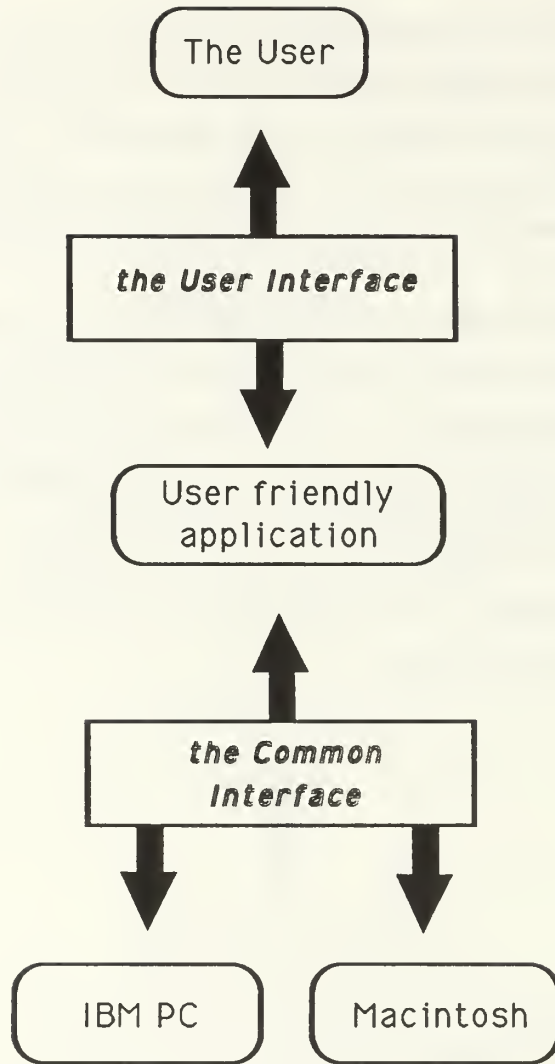 The User
the User Interface
User friendly
application
the Common
Interface
IBM PC
Macintosh